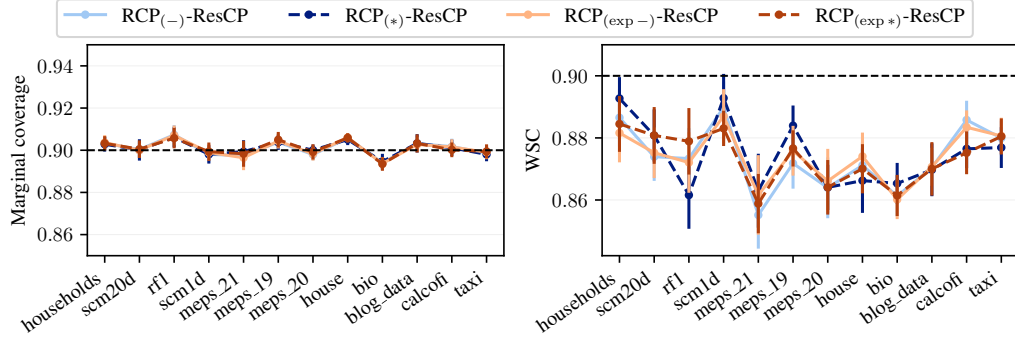 RCP(−)-ResCP RCP(*)-ResCP RCP(exp −)-ResCP RCP(exp *)-ResCP
Marginal coverage
0.94
0.92
0.90
0.88
0.86
households scm20d rf1 scm1d meps_21 meps_19 meps_20 house bio blog_data calcofi taxi
WSC
0.90
0.88
0.86
households scm20d rf1 scm1d meps_21 meps_19 meps_20 house bio blog_data calcofi taxi